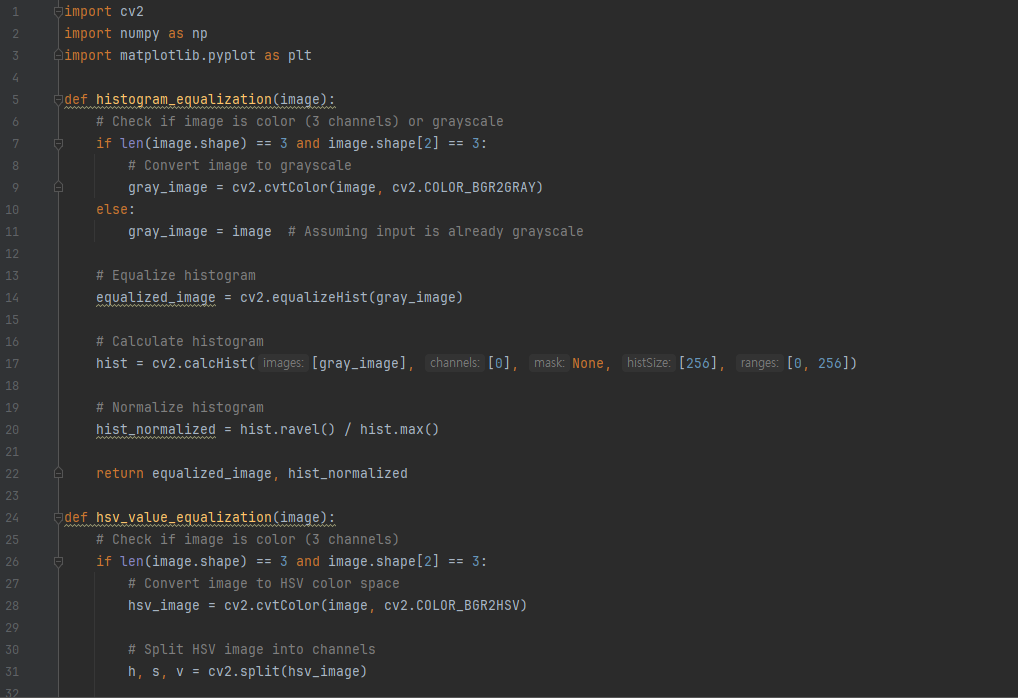 1 import cv2
2 import numpy as np
3 import matplotlib.pyplot as plt
4
5 def histogram_equalization(image):
6     # Check if image is color (3 channels) or grayscale
7     if len(image.shape) == 3 and image.shape[2] == 3:
8         # Convert image to grayscale
9         gray_image = cv2.cvtColor(image, cv2.COLOR_BGR2GRAY)
10     else:
11         gray_image = image  # Assuming input is already grayscale
12
13     # Equalize histogram
14     equalized_image = cv2.equalizeHist(gray_image)
15
16     # Calculate histogram
17     hist = cv2.calcHist( images: [gray_image], channels: [0], mask: None, histSize: [256], ranges: [0, 256])
18
19     # Normalize histogram
20     hist_normalized = hist.ravel() / hist.max()
21
22     return equalized_image, hist_normalized
23
24 def hsv_value_equalization(image):
25     # Check if image is color (3 channels)
26     if len(image.shape) == 3 and image.shape[2] == 3:
27         # Convert image to HSV color space
28         hsv_image = cv2.cvtColor(image, cv2.COLOR_BGR2HSV)
29
30         # Split HSV image into channels
31         h, s, v = cv2.split(hsv_image)
32